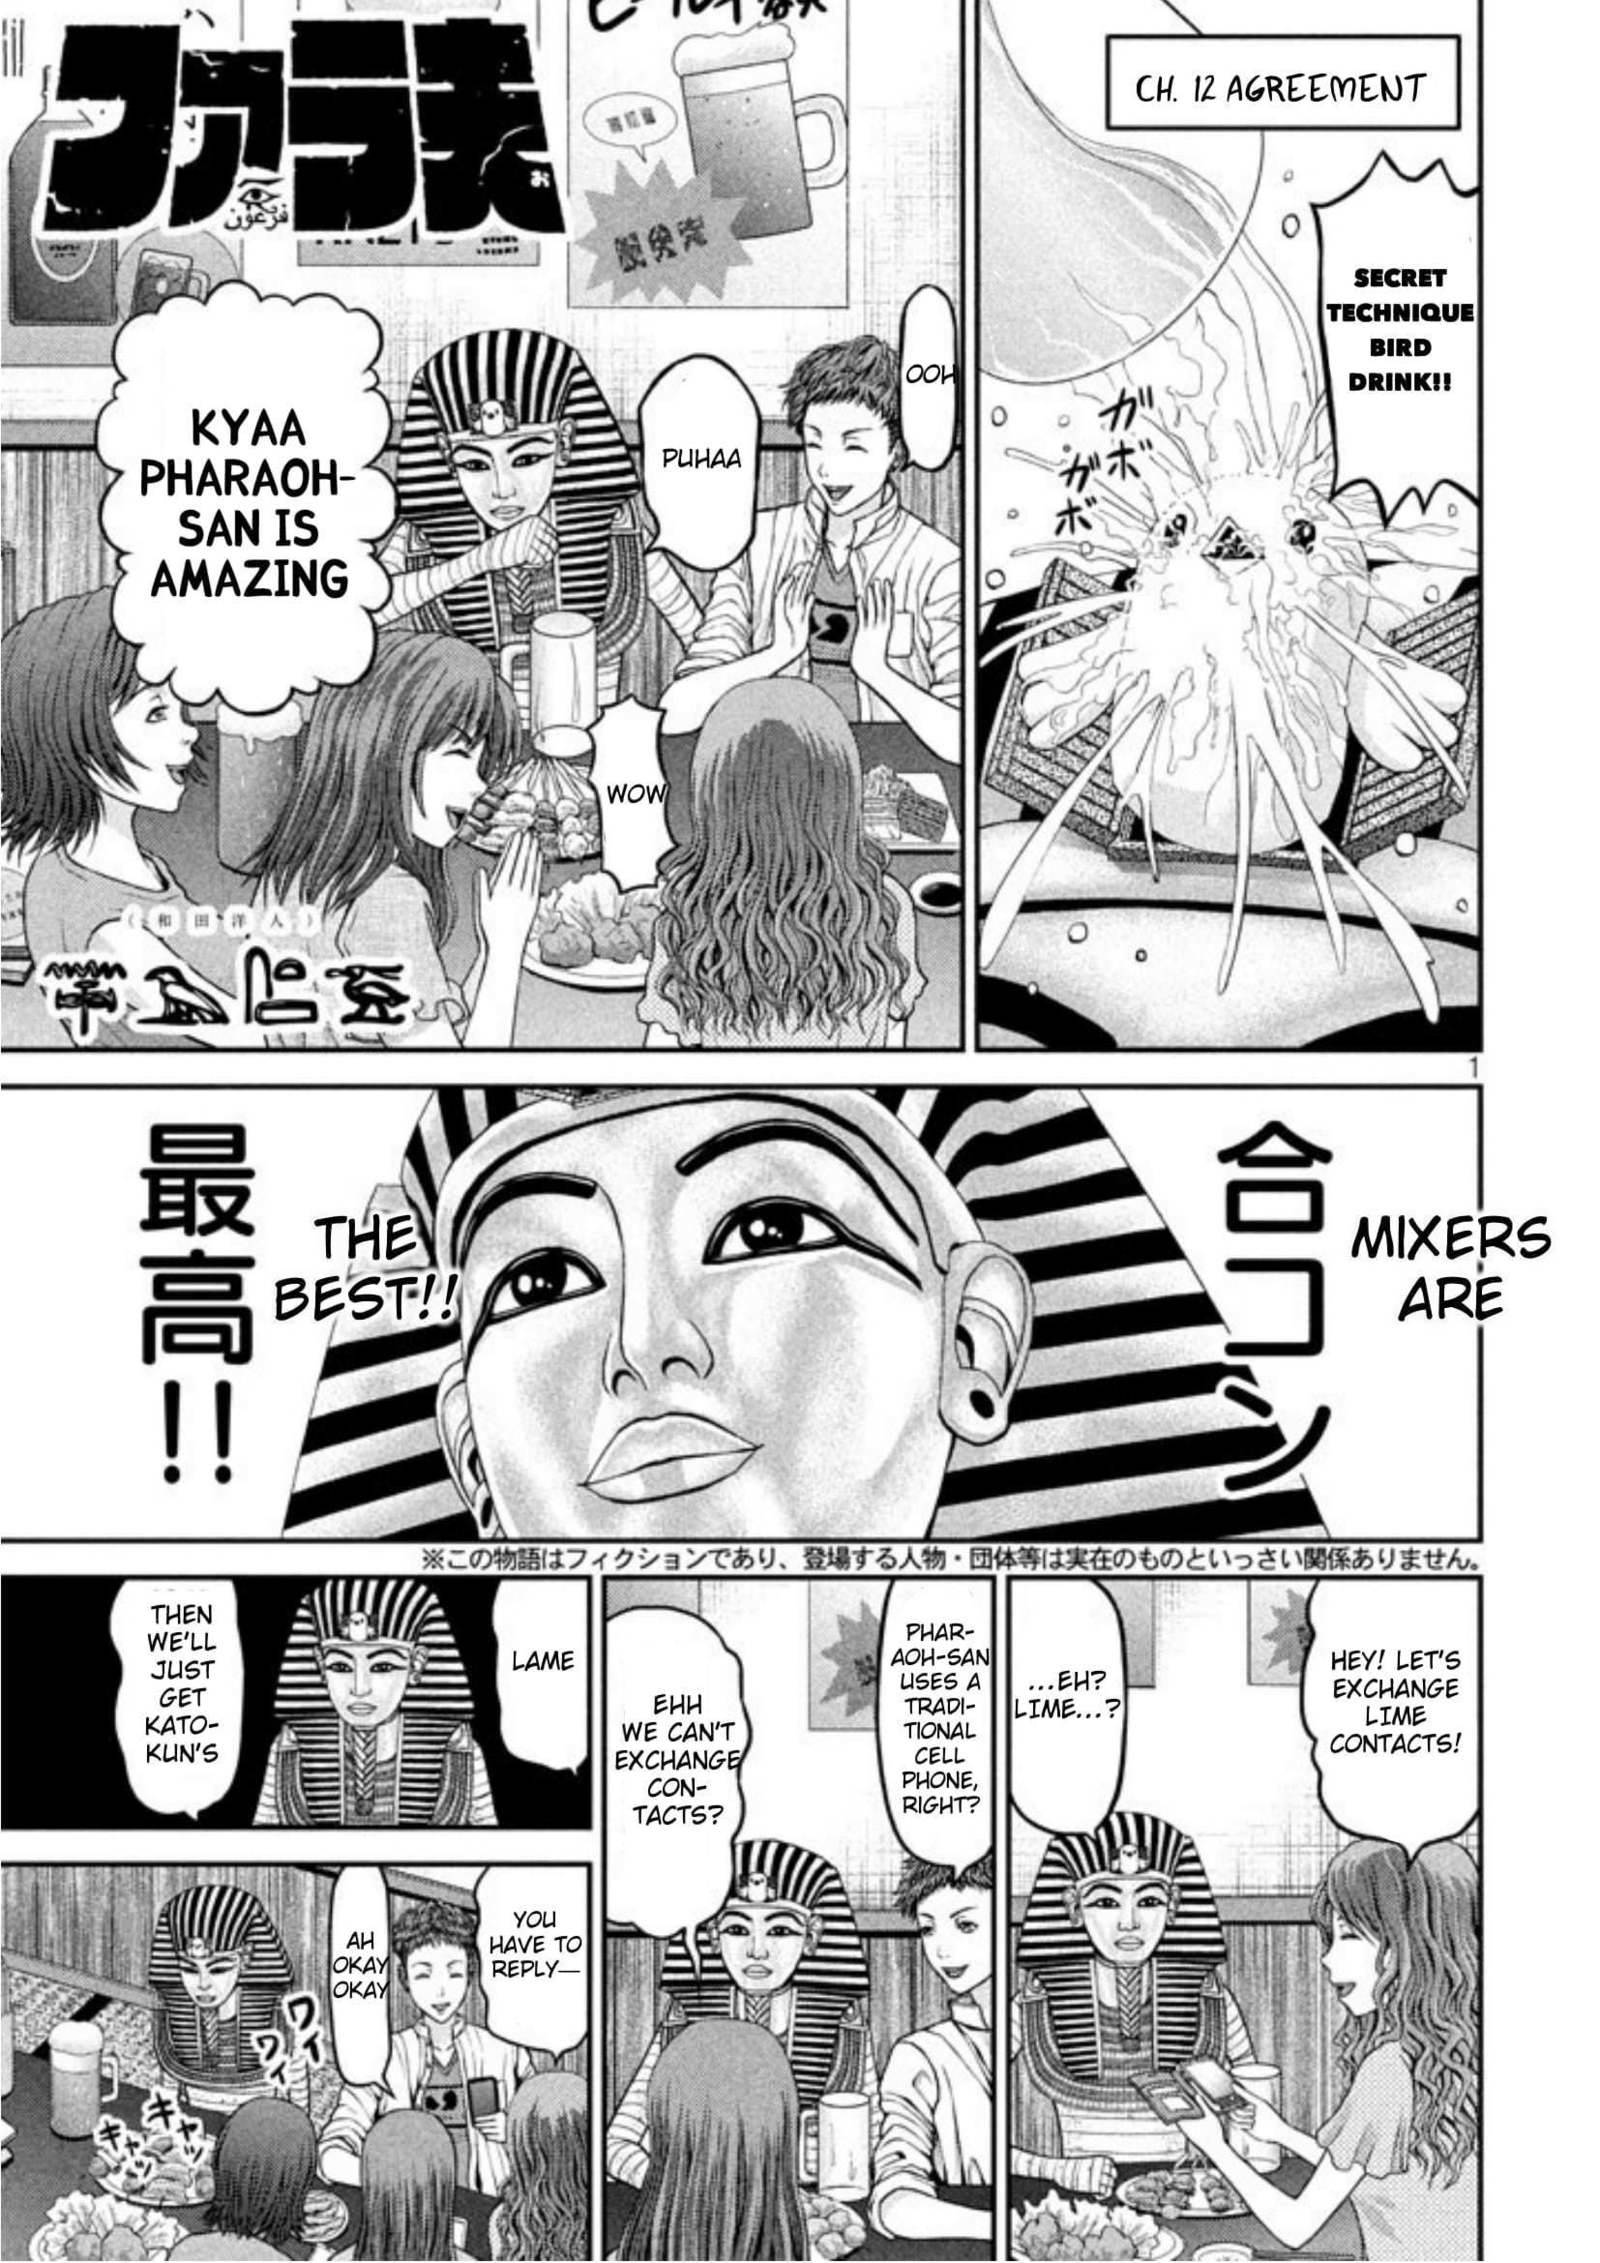 CH. 12 AGREEMENT
SECRET
TECHNIQUE
BIRD
DRINK!!
ガボ
ガボ
ファラ夫
お
فرعون
OOH
PUHAA
KYAA
PHARAOH-
SAN IS
AMAZING
WOW
(和田洋人)
1
合コン
MIXERS
ARE
THE
BEST!!
最高!!
※この物語はフィクションであり、登場する人物・団体等は実在のものといっさい関係ありません。
HEY! LET'S
EXCHANGE
LIME
CONTACTS!
...EH?
LIME...?
PHAR-
AOH-SAN
USES A
TRADI-
TIONAL
CELL
PHONE,
RIGHT?
EHH
WE CAN'T
EXCHANGE
CON-
TACTS?
LAME
THEN
WE'LL
JUST
GET
KATO-
KUN'S
YOU
HAVE TO
REPLY—
AH
OKAY
OKAY
ワイ
ワイ
キャッ
キャッ